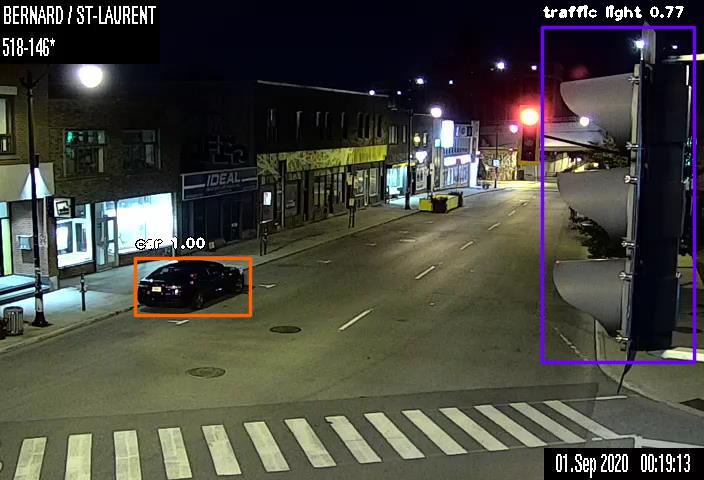 BERNARD / ST-LAURENT
518-146*
traffic light 0.77
IDEAL
car 1.00
01.Sep 2020 00:19:13